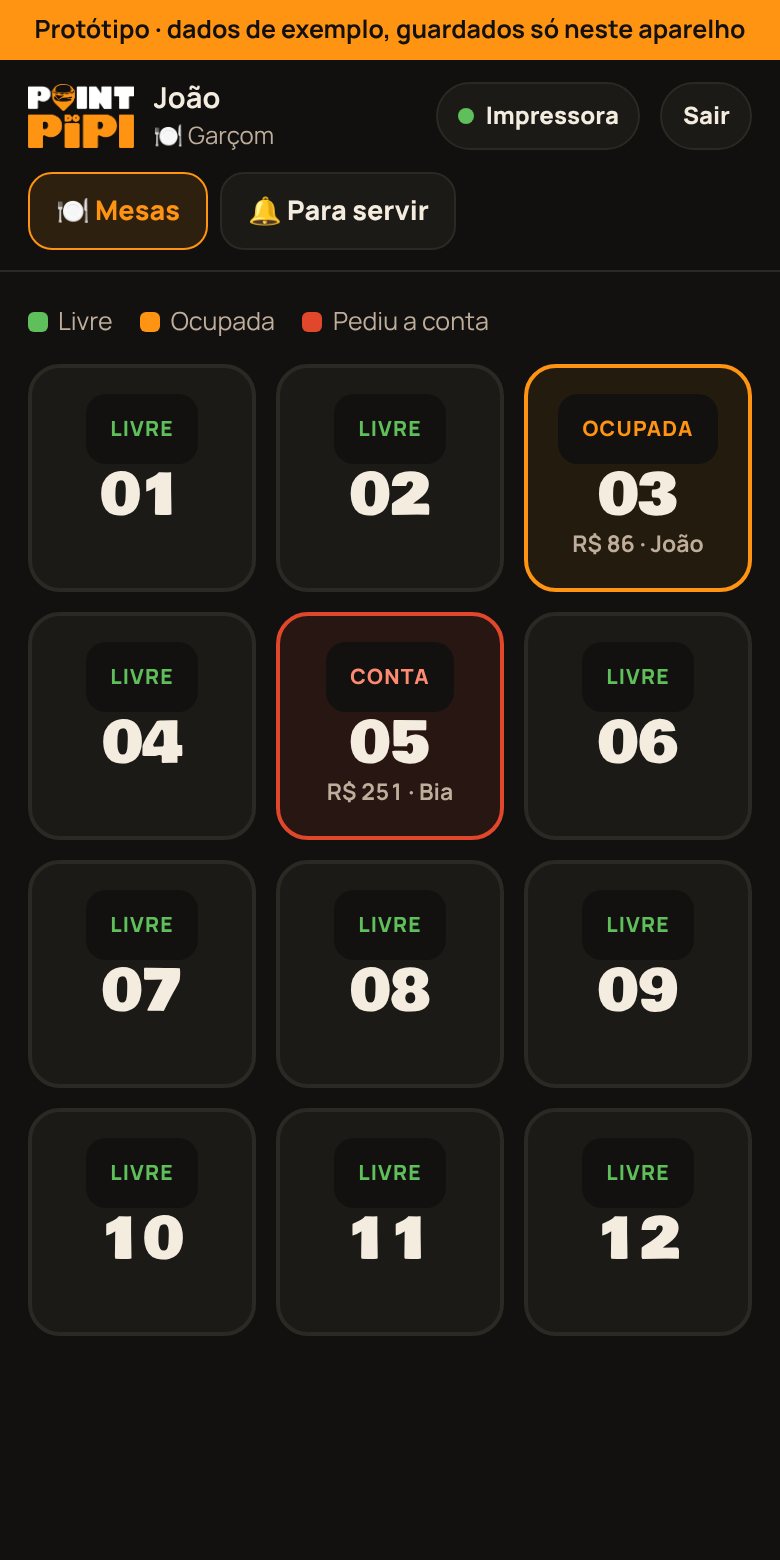 Protótipo · dados de exemplo, guardados só neste aparelho
POINT
DO
PiPI
João
🍽️ Garçom
Impressora
Sair
🍽️ Mesas
🔔 Para servir
Livre
Ocupada
Pediu a conta
LIVRE
01
LIVRE
02
OCUPADA
03
R$ 86 · João
LIVRE
04
CONTA
05
R$ 251 · Bia
LIVRE
06
LIVRE
07
LIVRE
08
LIVRE
09
LIVRE
10
LIVRE
11
LIVRE
12